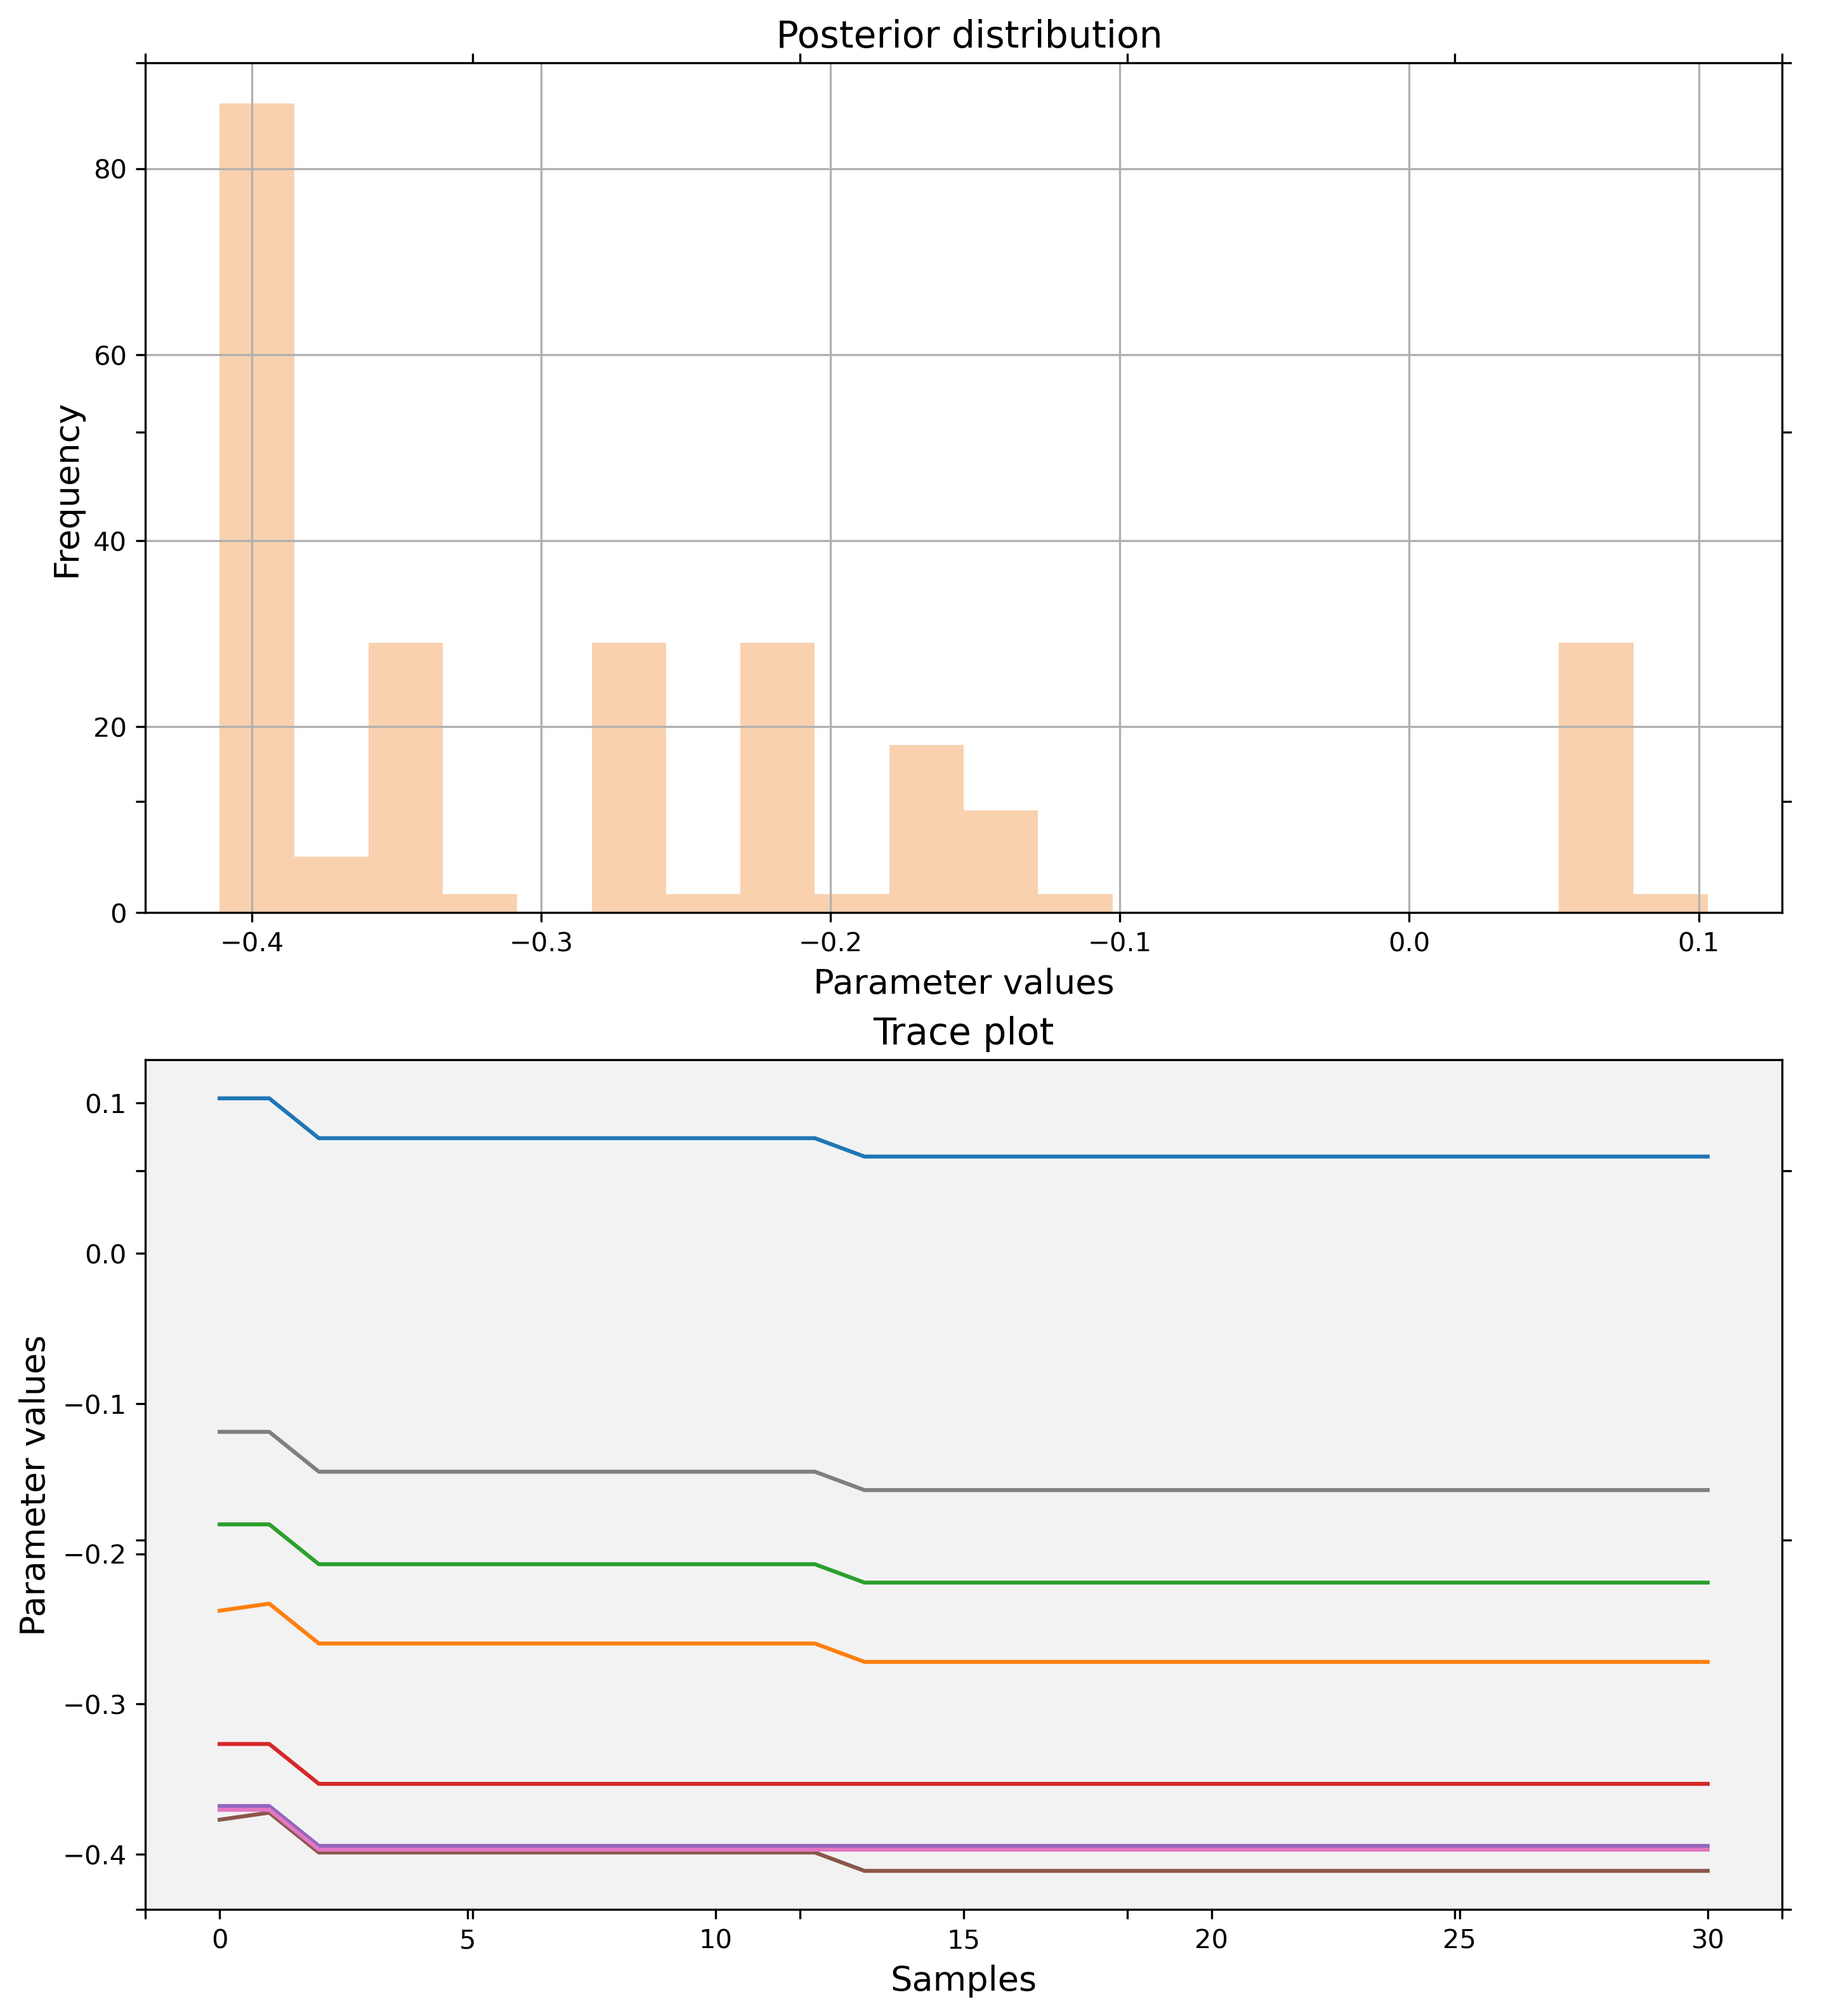 Posterior distribution
80
60
40
20
0
Frequency
−0.4 −0.3 −0.2 −0.1 0.0 0.1
Parameter values
Trace plot
0.1
0.0
−0.1
−0.2
−0.3
−0.4
Parameter values
0 5 10 15 20 25 30
Samples